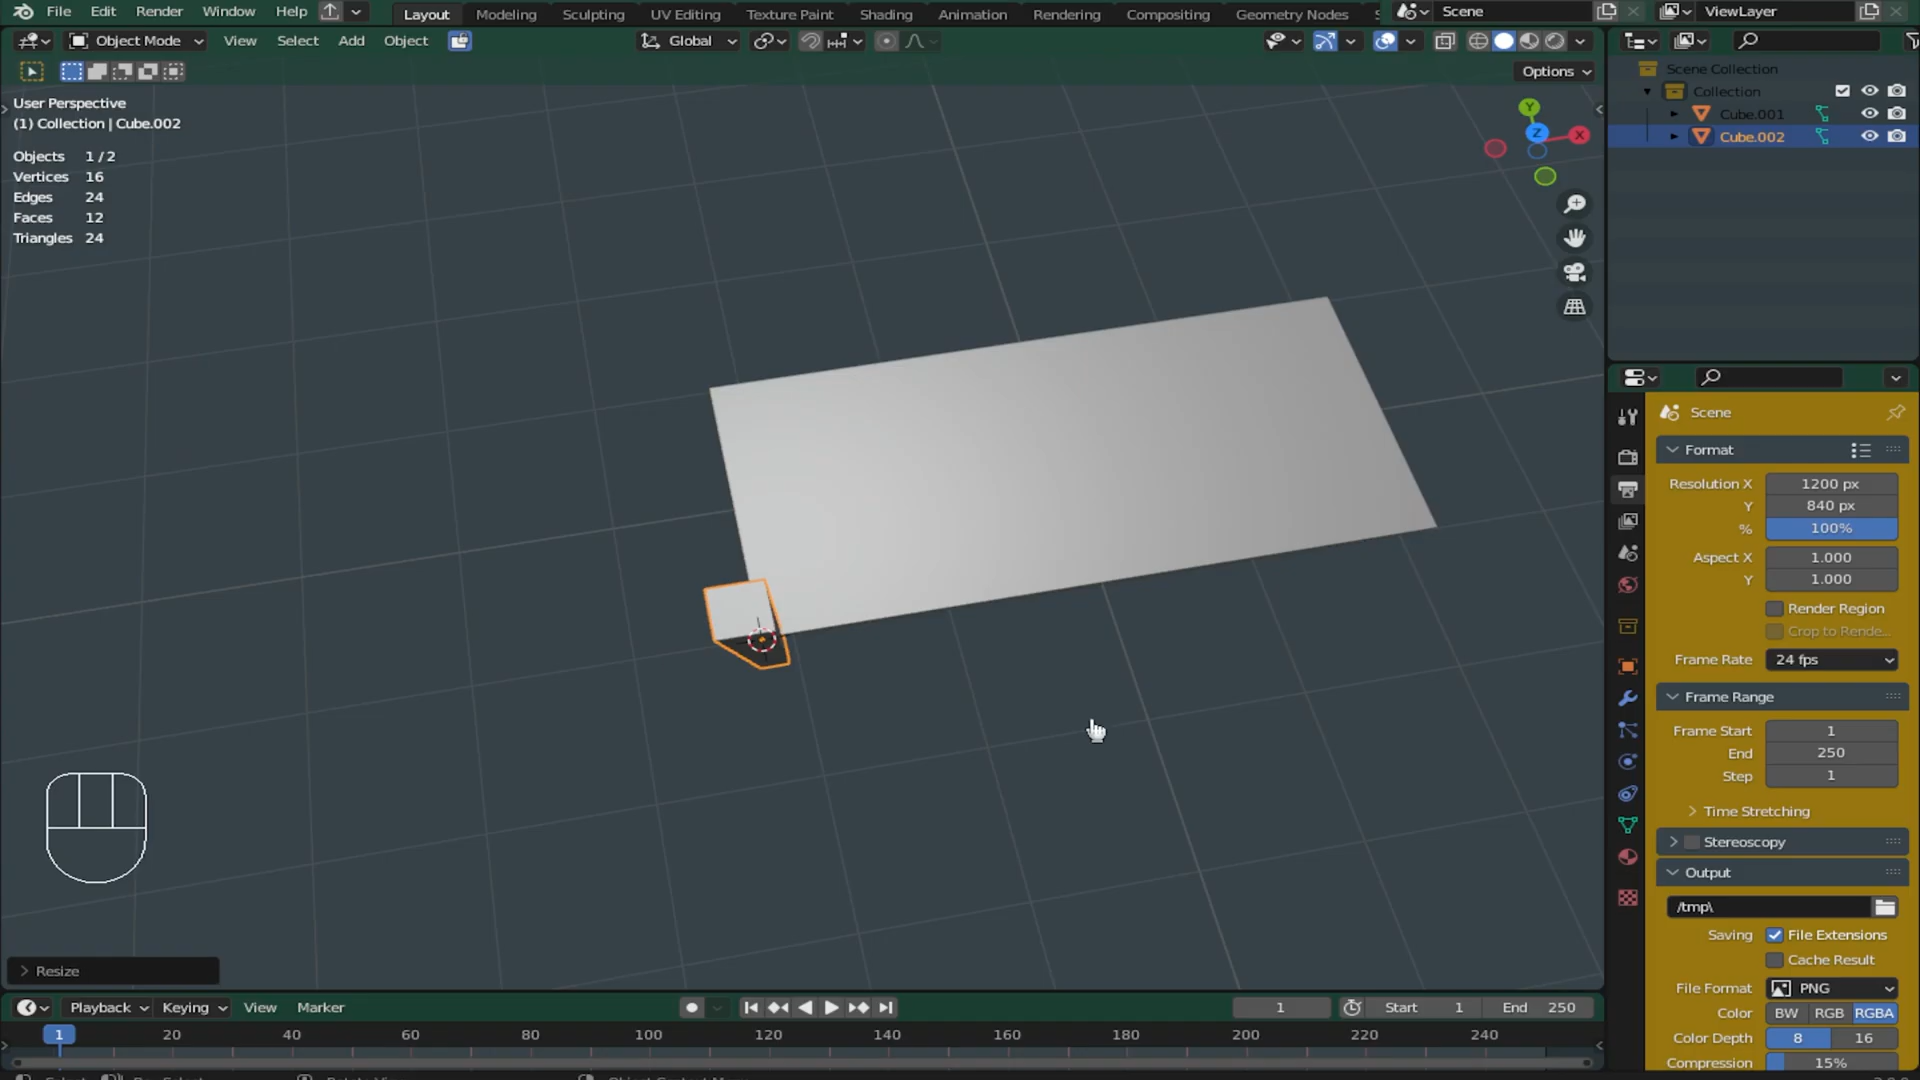 File Edit Render Window Help Layout Modeling Sculpting UV Editing Texture Paint Shading Animation Rendering Compositing Geometry Nodes Scene ViewLayer
Object Mode View Select Add Object Global
Options
User Perspective
(1) Collection | Cube.002
Objects 1 / 2
Vertices 16
Edges 24
Faces 12
Triangles 24
Y
Z
X
Resize
Scene Collection
Collection
Cube.001
Cube.002
Scene
Format
Resolution X 1200 px
Y 840 px
% 100%
Aspect X 1.000
Y 1.000
Render Region
Crop to Rende...
Frame Rate 24 fps
Frame Range
Frame Start 1
End 250
Step 1
Time Stretching
Stereoscopy
Output
/tmp\
Saving File Extensions
Cache Result
File Format PNG
Color BW RGB RGBA
Color Depth 8 16
Compression 15%
Playback Keying View Marker 1 Start 1 End 250
1 20 40 60 80 100 120 140 160 180 200 220 240